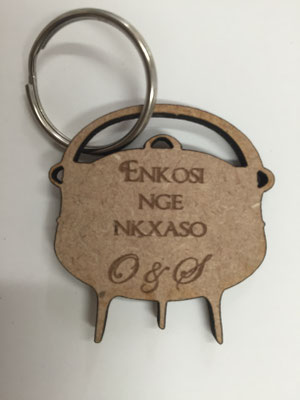 Enkosi
nge
nkxaso
O & S